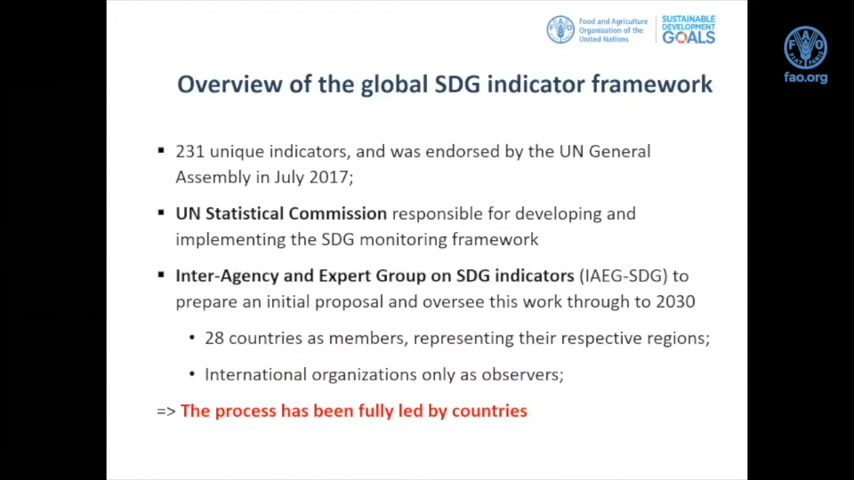 Food and Agriculture
Organization of the
United Nations
SUSTAINABLE
DEVELOPMENT
GOALS
FAO
FIAT PANIS
fao.org
Overview of the global SDG indicator framework
▪ 231 unique indicators, and was endorsed by the UN General
Assembly in July 2017;
▪ UN Statistical Commission responsible for developing and
implementing the SDG monitoring framework
▪ Inter-Agency and Expert Group on SDG indicators (IAEG-SDG) to
prepare an initial proposal and oversee this work through to 2030
• 28 countries as members, representing their respective regions;
• International organizations only as observers;
=> The process has been fully led by countries